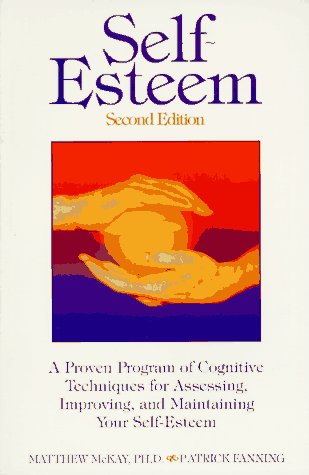 Self-
Esteem
Second Edition
A Proven Program of Cognitive
Techniques for Assessing,
Improving, and Maintaining
Your Self-Esteem
MATTHEW MCKAY, PH.D. PATRICK FANNING